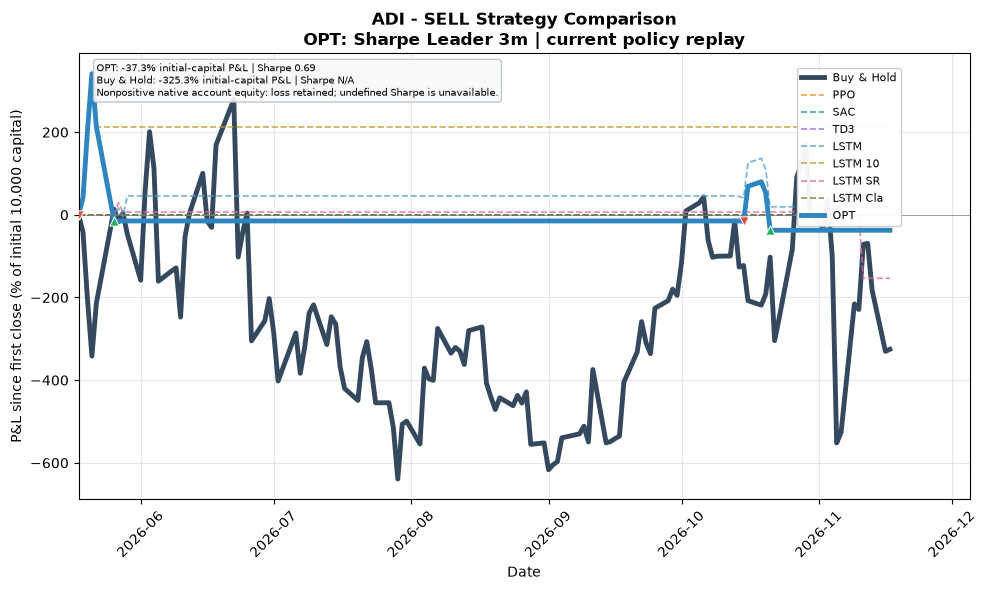 ADI - SELL Strategy Comparison
OPT: Sharpe Leader 3m | current policy replay
OPT: -37.3% initial-capital P&L | Sharpe 0.69
Buy & Hold: -325.3% initial-capital P&L | Sharpe N/A
Nonpositive native account equity: loss retained; undefined Sharpe is unavailable.
Buy & Hold
PPO
SAC
TD3
LSTM
LSTM 10
LSTM SR
LSTM Cla
OPT
P&L since first close (% of initial 10,000 capital)
200
0
−200
−400
−600
2026-06
2026-07
2026-08
2026-09
2026-10
2026-11
2026-12
Date